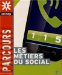 PARCOURS
115
LES MÉTIERS
DU SOCIAL